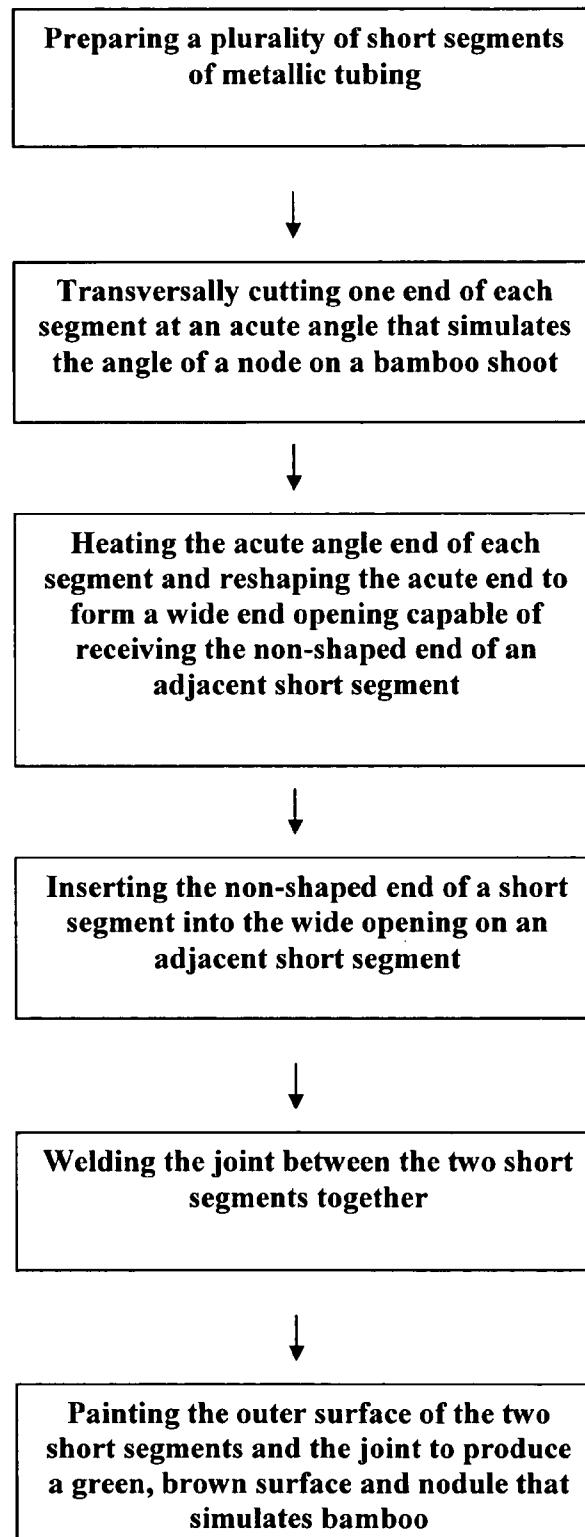 Preparing a plurality of short segments
of metallic tubing
Transversally cutting one end of each
segment at an acute angle that simulates
the angle of a node on a bamboo shoot
Heating the acute angle end of each
segment and reshaping the acute end to
form a wide end opening capable of
receiving the non-shaped end of an
adjacent short segment
Inserting the non-shaped end of a short
segment into the wide opening on an
adjacent short segment
Welding the joint between the two short
segments together
Painting the outer surface of the two
short segments and the joint to produce
a green, brown surface and nodule that
simulates bamboo